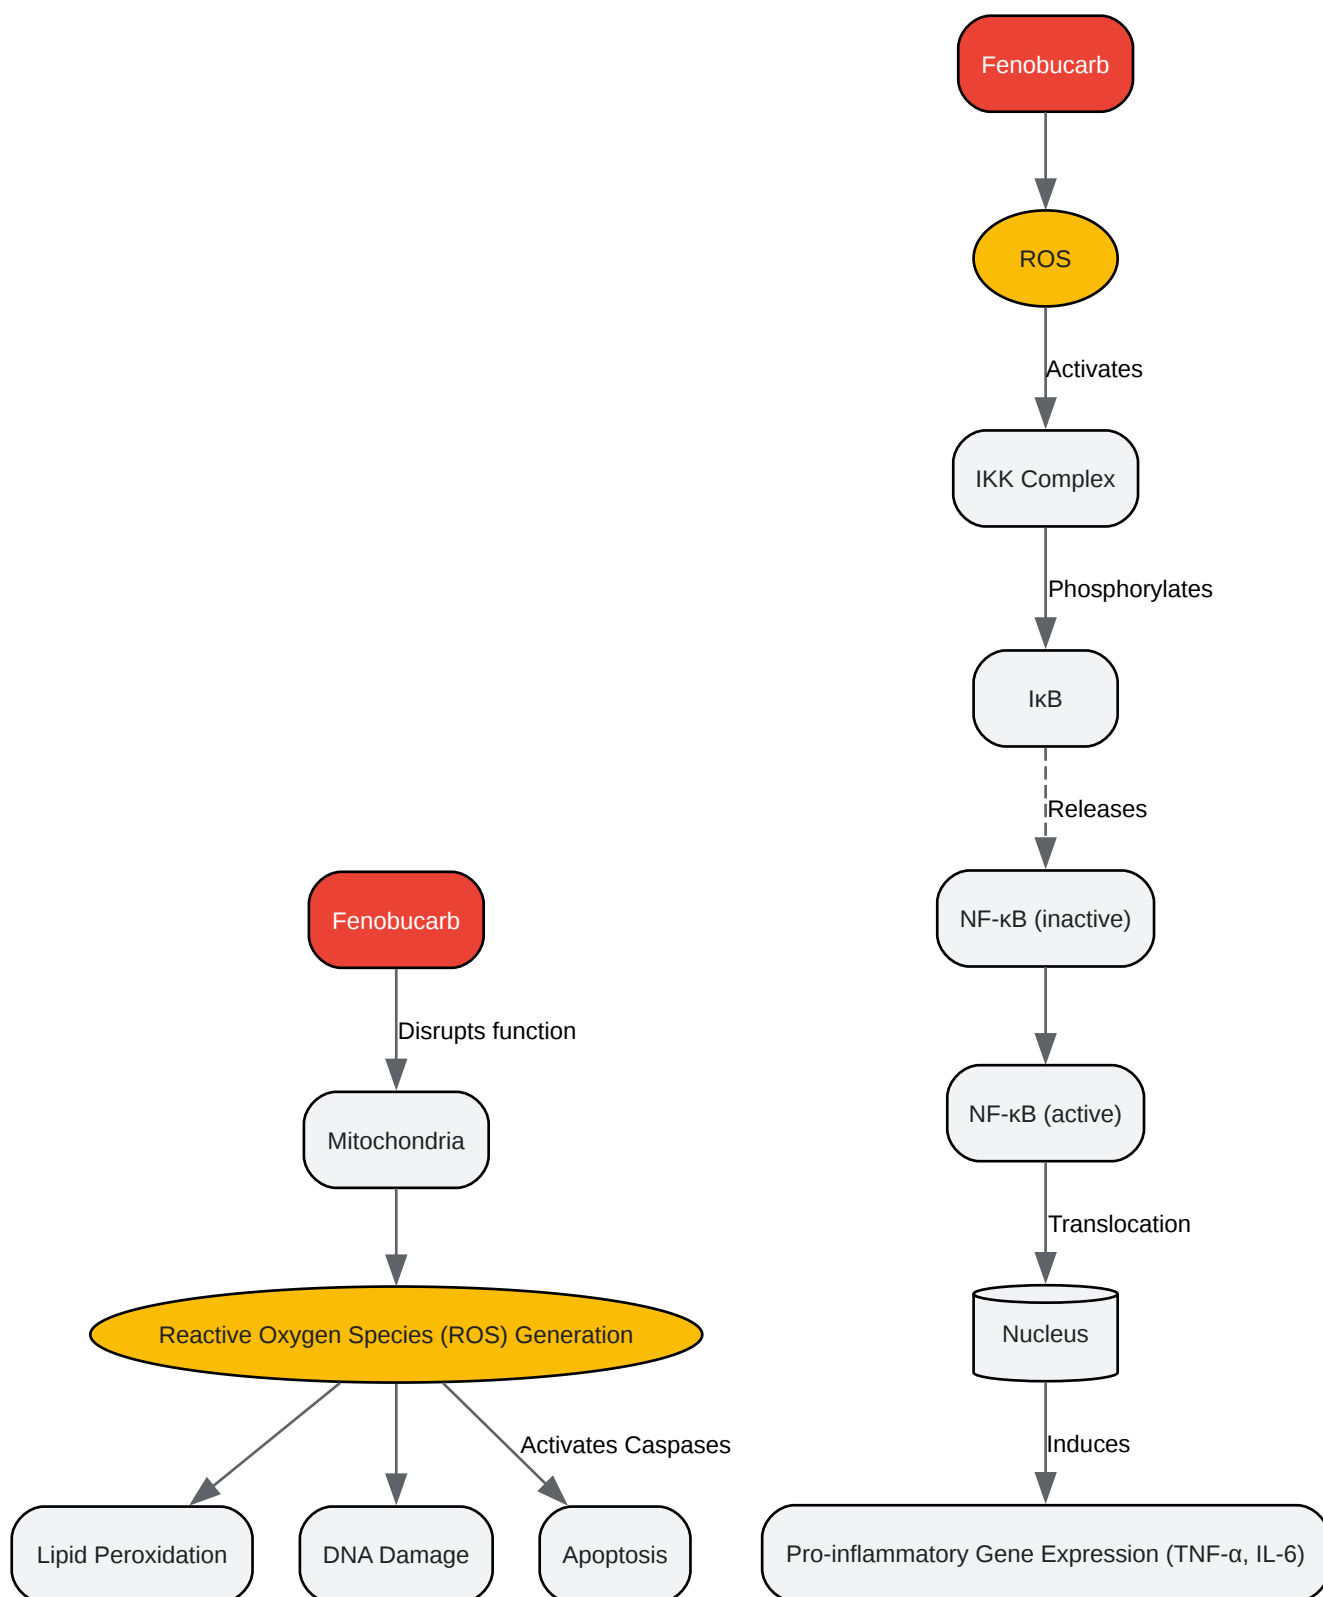 Fenobucarb
ROS
Activates
IKK Complex
Phosphorylates
IκB
Releases
NF-κB (inactive)
NF-κB (active)
Translocation
Nucleus
Induces
Pro-inflammatory Gene Expression (TNF-α, IL-6)
Fenobucarb
Disrupts function
Mitochondria
Reactive Oxygen Species (ROS) Generation
Activates Caspases
Lipid Peroxidation
DNA Damage
Apoptosis